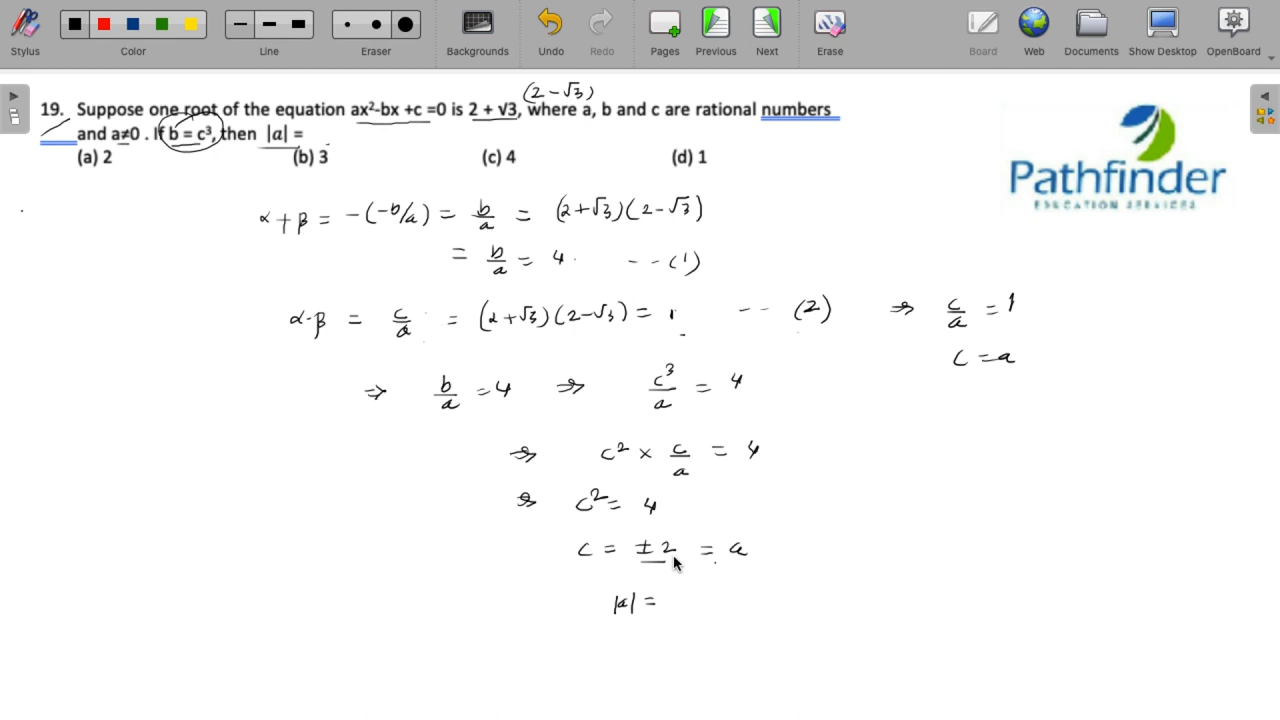 Stylus Color Line Eraser Backgrounds Undo Redo Pages Previous Next Erase Board Web Documents Show Desktop OpenBoard
(2 - √3)
19. Suppose one root of the equation ax²-bx +c =0 is 2 + √3, where a, b and c are rational numbers
and a≠0 . If b = c³, then |a| =
(a) 2 (b) 3 (c) 4 (d) 1
Pathfinder
EDUCATION SERVICES
α + β = -(-b/a) = b/a = (2+√3)(2-√3)
= b/a = 4 -- (1)
α·β = c/a = (2+√3)(2-√3) = 1 -- (2) ⇒ c/a = 1
c = a
⇒ b/a = 4 ⇒ c³/a = 4
⇒ c² × c/a = 4
⇒ c² = 4
c = ± 2 = a
|a| =